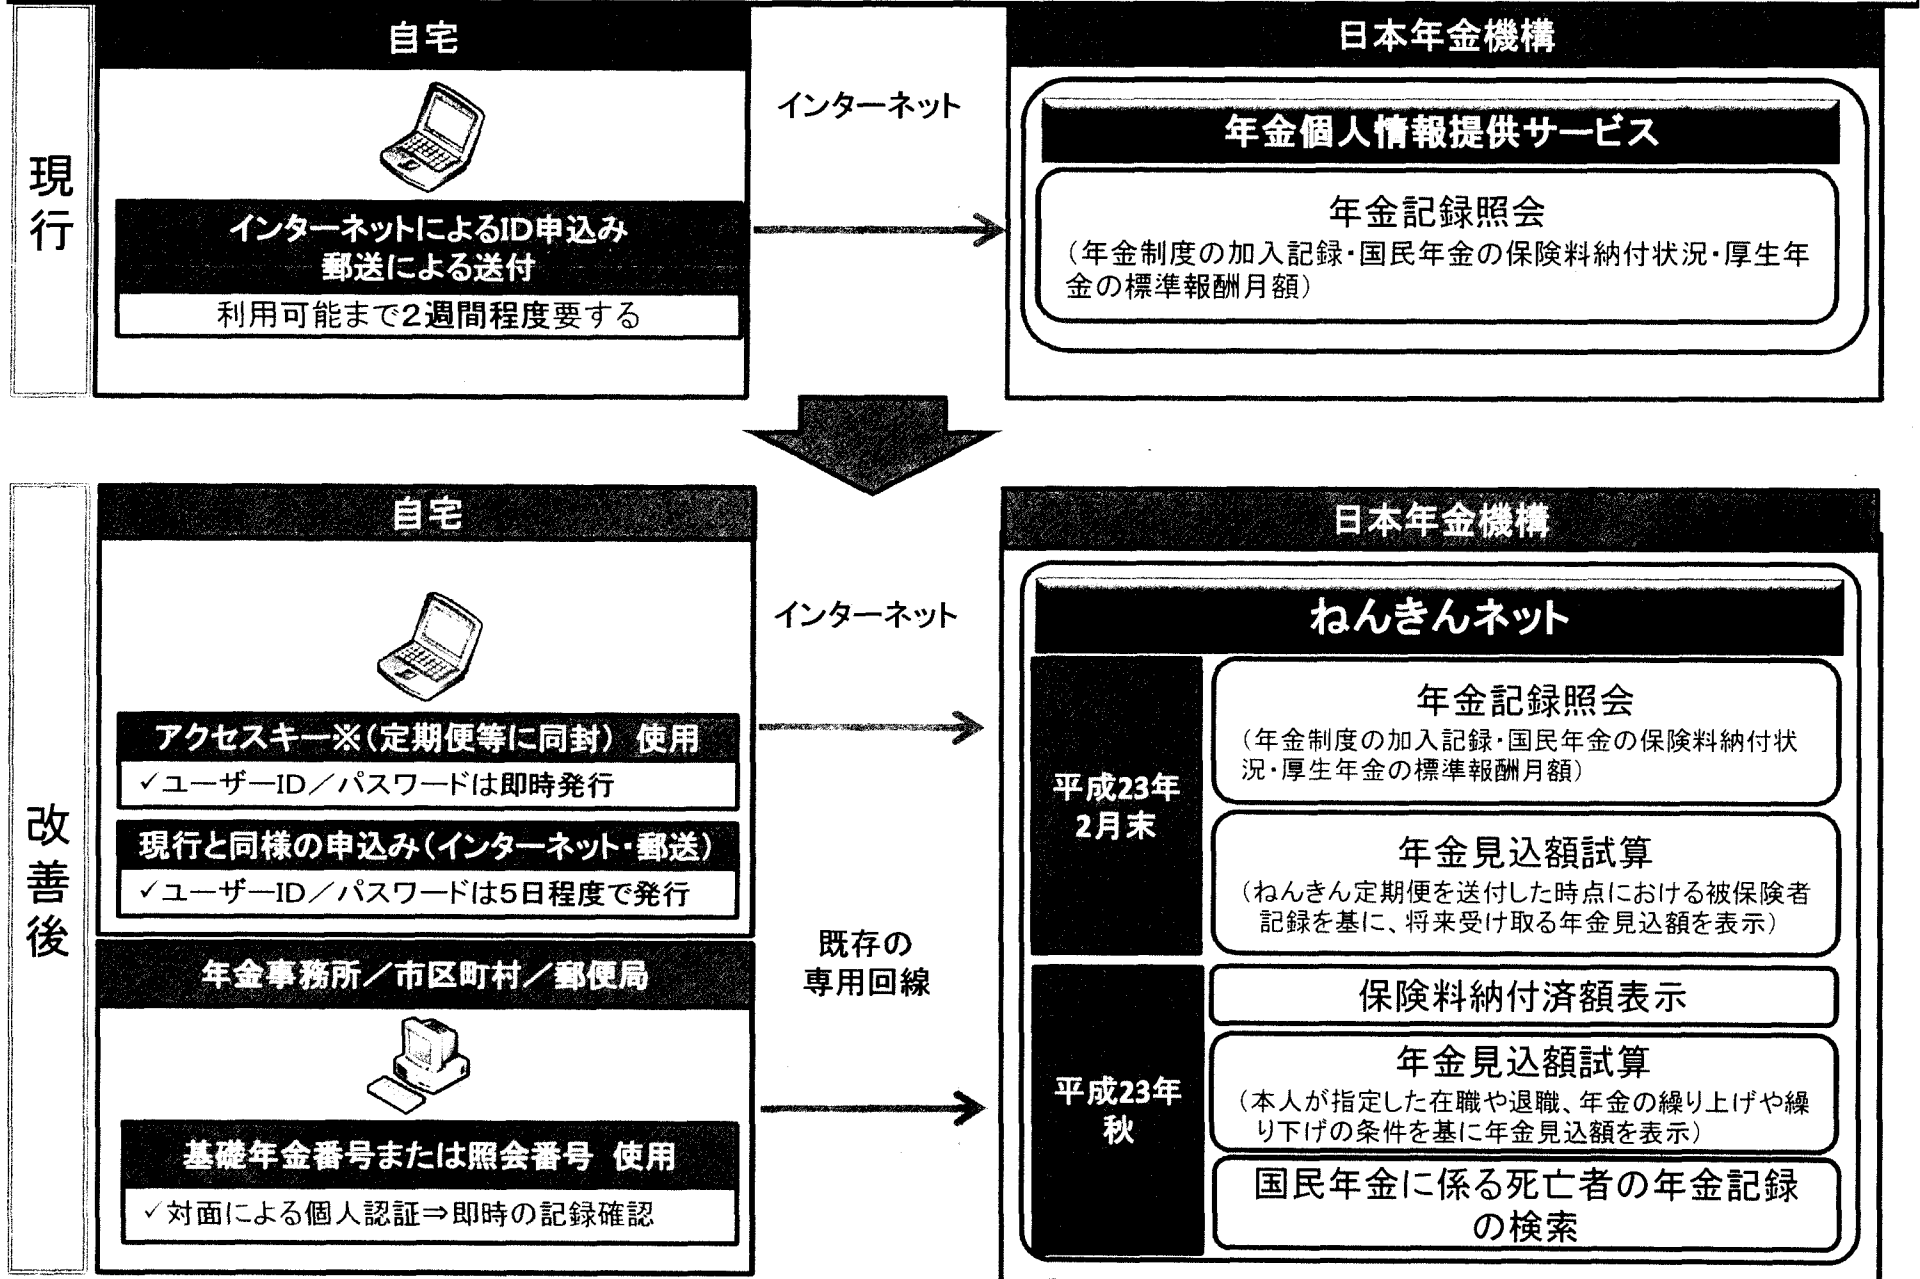 現行
自宅
インターネットによるID申込み
郵送による送付
利用可能まで2週間程度要する
インターネット
日本年金機構
年金個人情報提供サービス
年金記録照会
(年金制度の加入記録・国民年金の保険料納付状況・厚生年
金の標準報酬月額)
改善後
自宅
アクセスキー※(定期便等に同封) 使用
✓ユーザーID/パスワードは即時発行
現行と同様の申込み(インターネット・郵送)
✓ユーザーID/パスワードは5日程度で発行
年金事務所/市区町村/郵便局
基礎年金番号または照会番号 使用
✓対面による個人認証⇒即時の記録確認
インターネット
既存の
専用回線
日本年金機構
ねんきんネット
平成23年
2月末
年金記録照会
(年金制度の加入記録・国民年金の保険料納付状
況・厚生年金の標準報酬月額)
年金見込額試算
(ねんきん定期便を送付した時点における被保険者
記録を基に、将来受け取る年金見込額を表示)
平成23年
秋
保険料納付済額表示
年金見込額試算
(本人が指定した在職や退職、年金の繰り上げや繰
り下げの条件を基に年金見込額を表示)
国民年金に係る死亡者の年金記録
の検索